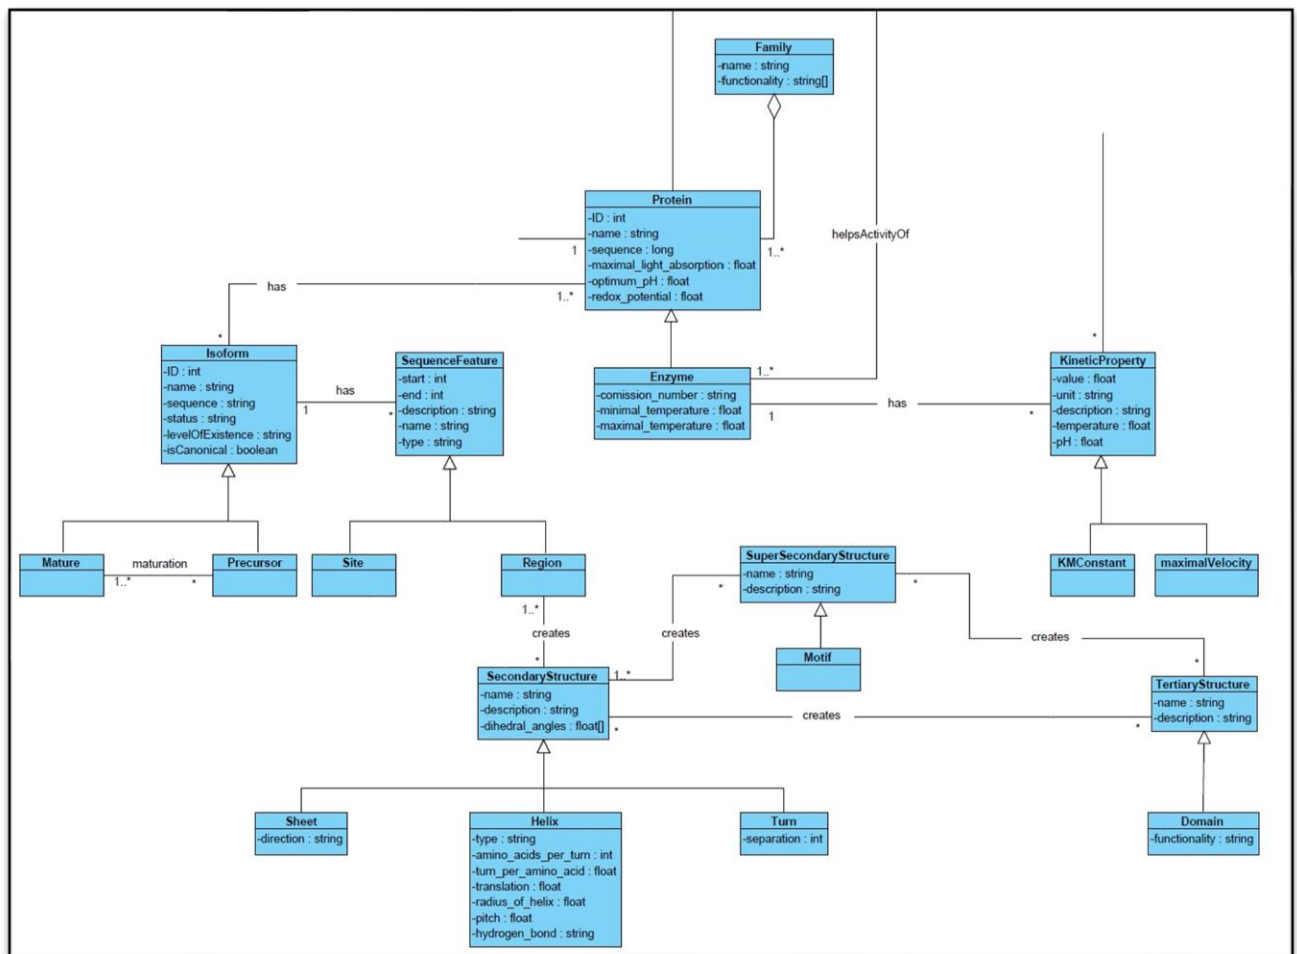 Family
-name : string
-functionality : string[]
Protein
-ID : int
-name : string
-sequence : long
-maximal_light_absorption : float
-optimum_pH : float
-redox_potential : float
1
1..*
1..*
helpsActivityOf
has
*
*
Isoform
-ID : int
-name : string
-sequence : string
-status : string
-levelOfExistence : string
-isCanonical : boolean
has
1
*
SequenceFeature
-start : int
-end : int
-description : string
-name : string
-type : string
Enzyme
-comission_number : string
-minimal_temperature : float
-maximal_temperature : float
1..*
1
has
*
KineticProperty
-value : float
-unit : string
-description : string
-temperature : float
-pH : float
Mature
maturation
1..*
*
Precursor
Site
Region
1..*
creates
*
SuperSecondaryStructure
-name : string
-description : string
*
*
KMConstant
maximalVelocity
creates
creates
Motif
*
SecondaryStructure
-name : string
-description : string
-dihedral_angles : float[]
1..*
*
creates
*
TertiaryStructure
-name : string
-description : string
Sheet
-direction : string
Helix
-type : string
-amino_acids_per_turn : int
-turn_per_amino_acid : float
-translation : float
-radius_of_helix : float
-pitch : float
-hydrogen_bond : string
Turn
-separation : int
Domain
-functionality : string